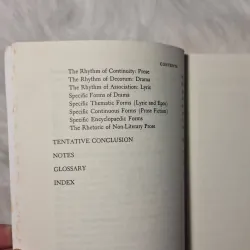 The Rhythm of Continuity: Prose
The Rhythm of Decorum: Drama
The Rhythm of Association: Lyric
Specific Forms of Drama
Specific Thematic Forms (Lyric and Epos)
Specific Continuous Forms (Prose Fiction)
Specific Encyclopaedic Forms
The Rhetoric of Non-Literary Prose
TENTATIVE CONCLUSION
NOTES
GLOSSARY
INDEX